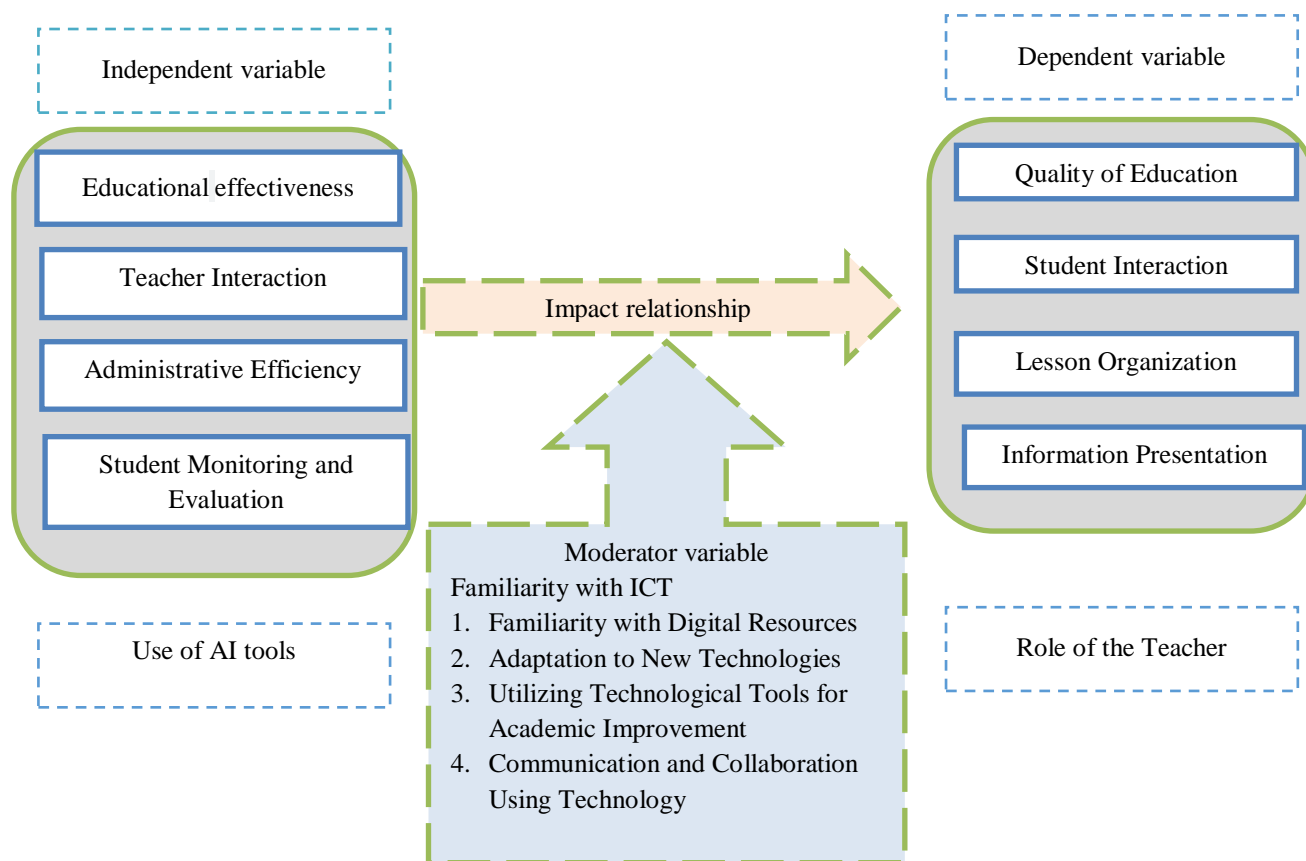 Independent variable
Educational effectiveness
Teacher Interaction
Administrative Efficiency
Student Monitoring and
Evaluation
Use of AI tools
Impact relationship
Moderator variable
Familiarity with ICT
1. Familiarity with Digital Resources
2. Adaptation to New Technologies
3. Utilizing Technological Tools for
Academic Improvement
4. Communication and Collaboration
Using Technology
Dependent variable
Quality of Education
Student Interaction
Lesson Organization
Information Presentation
Role of the Teacher